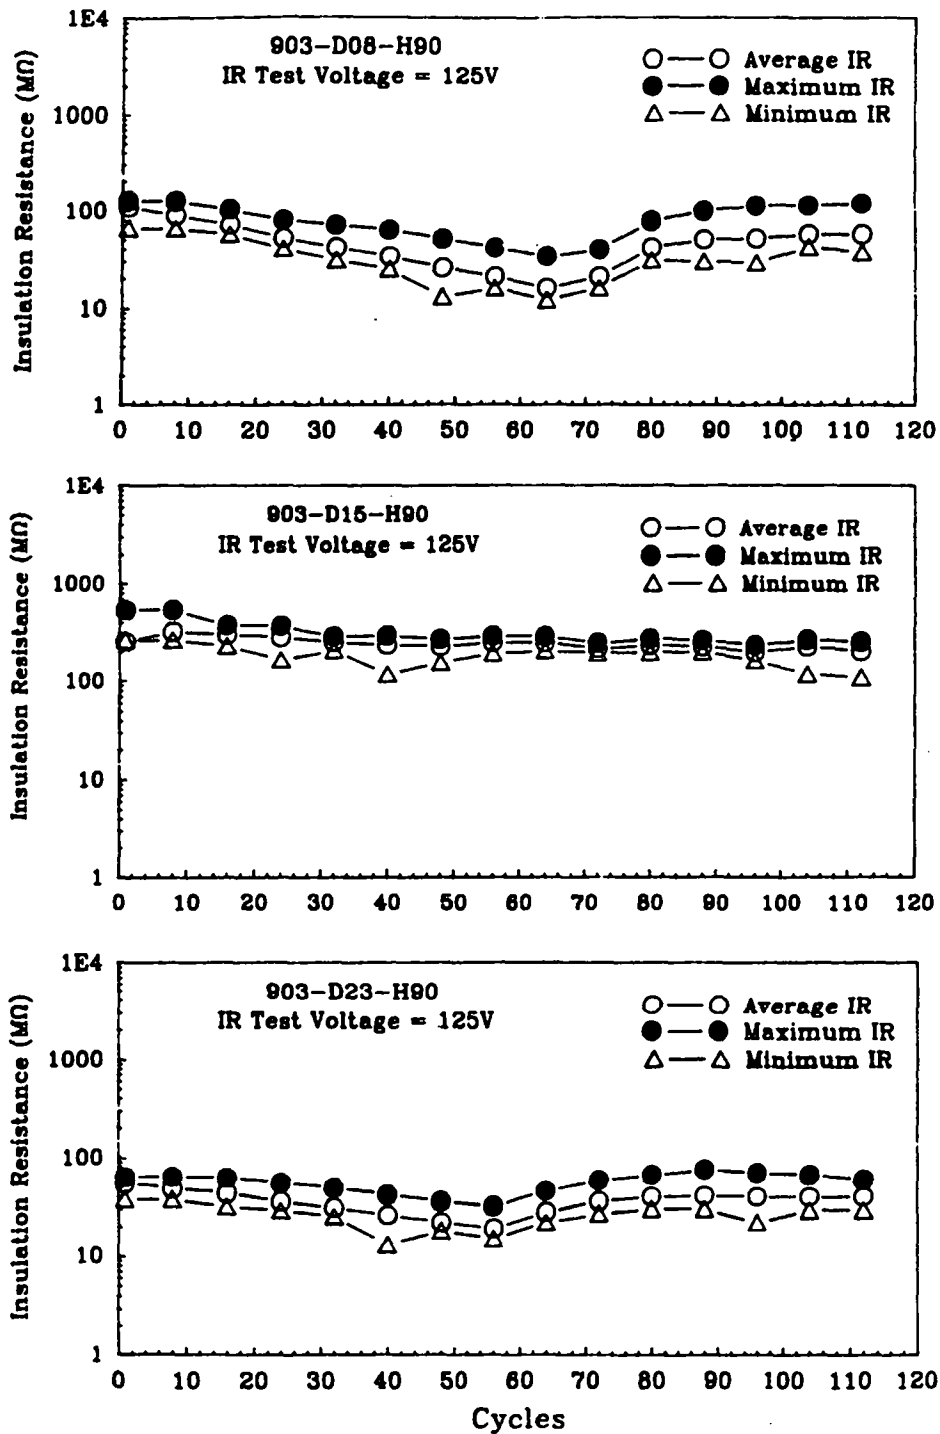 903-D08-H90
IR Test Voltage = 125V
Average IR
Maximum IR
Minimum IR
Insulation Resistance (MΩ)
1E4
1000
100
10
1
0 10 20 30 40 50 60 70 80 90 100 110 120
903-D15-H90
IR Test Voltage = 125V
Average IR
Maximum IR
Minimum IR
Insulation Resistance (MΩ)
1E4
1000
100
10
1
0 10 20 30 40 50 60 70 80 90 100 110 120
903-D23-H90
IR Test Voltage = 125V
Average IR
Maximum IR
Minimum IR
Insulation Resistance (MΩ)
1E4
1000
100
10
1
0 10 20 30 40 50 60 70 80 90 100 110 120
Cycles